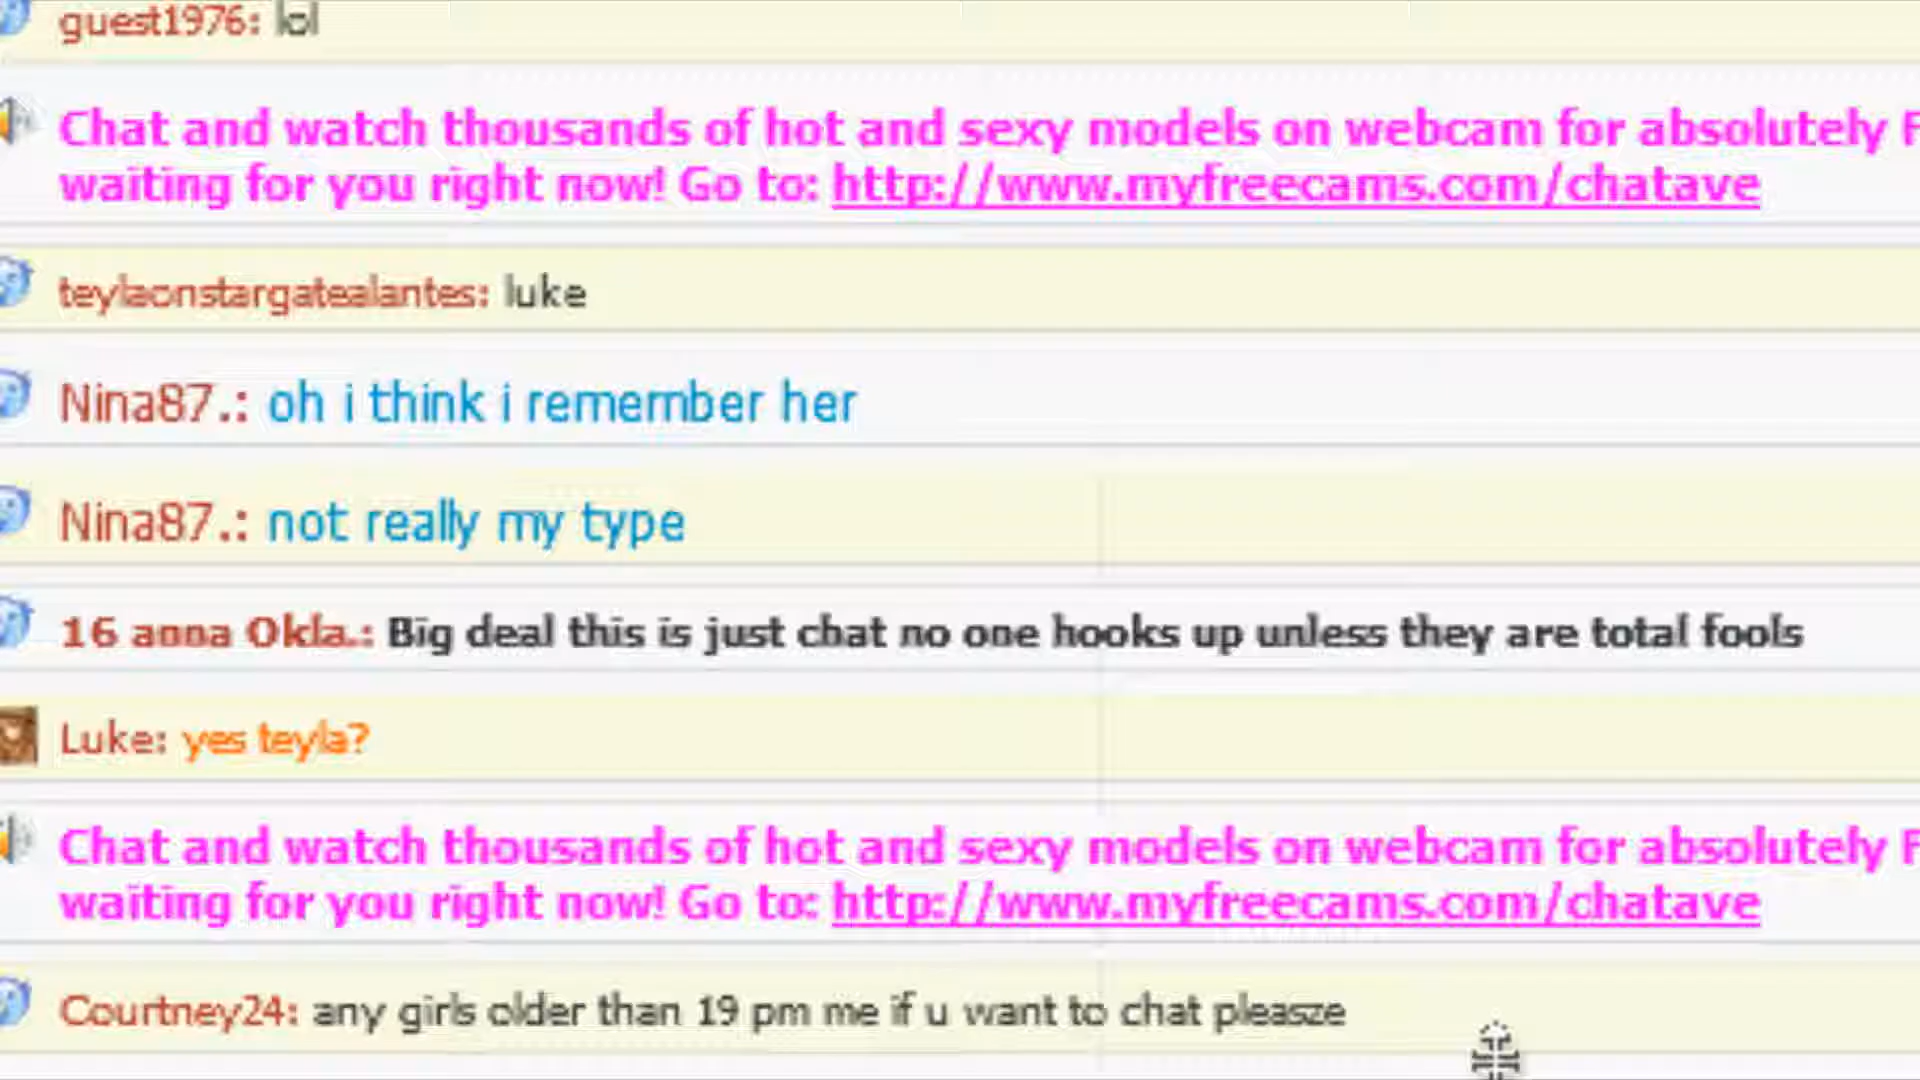 guest1976: lol
Chat and watch thousands of hot and sexy models on webcam for absolutely
waiting for you right now! Go to: http://www.myfreecams.com/chatave
teylaonstargatealantes: luke
Nina87.: oh i think i remember her
Nina87.: not really my type
16 anna Okla.: Big deal this is just chat no one hooks up unless they are total fools
Luke: yes teyla?
Chat and watch thousands of hot and sexy models on webcam for absolutely
waiting for you right now! Go to: http://www.myfreecams.com/chatave
Courtney24: any girls older than 19 pm me if u want to chat pleasze